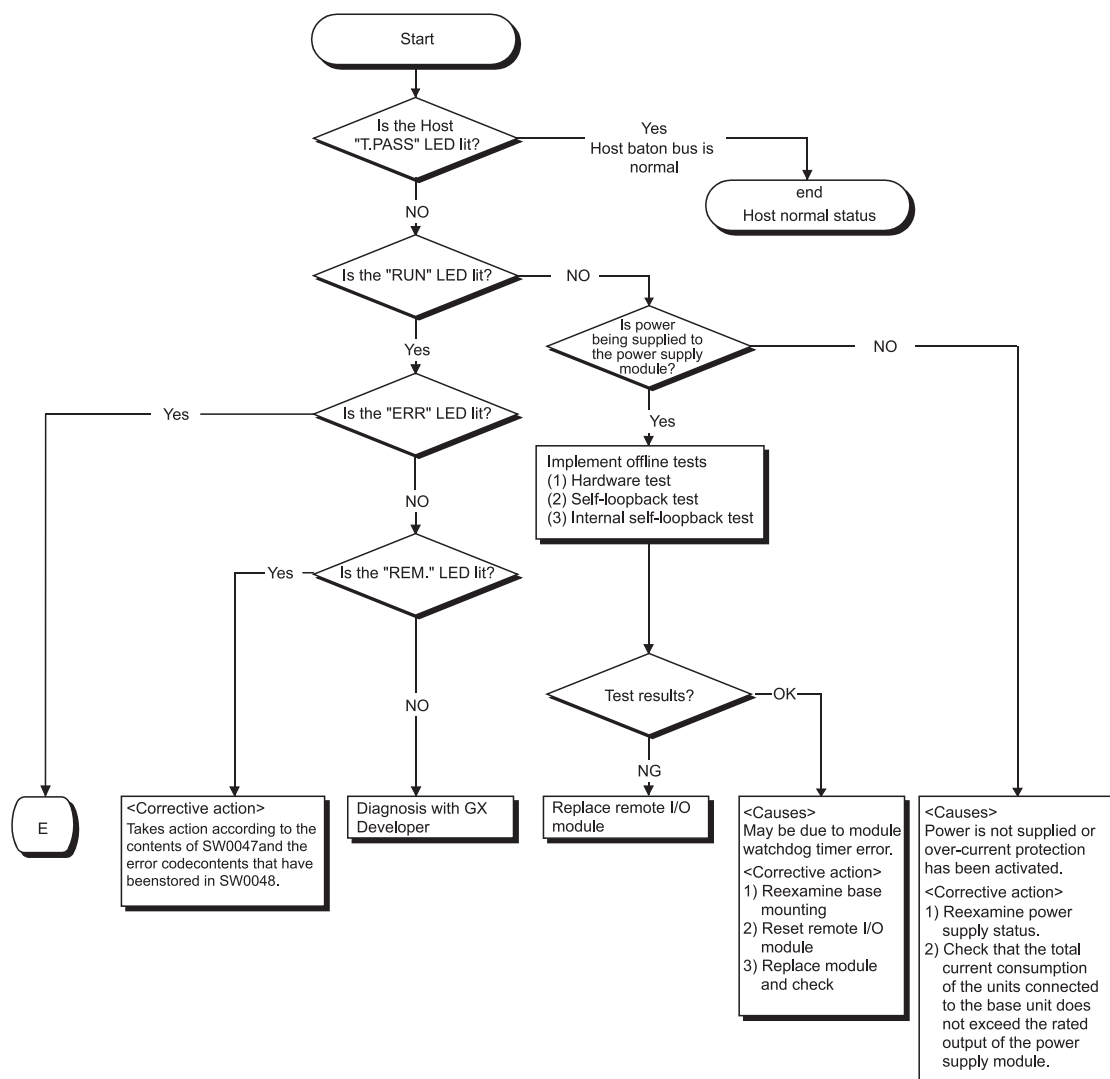 Start
Is the Host
"T.PASS" LED lit?
Yes
Host baton bus is
normal
end
Host normal status
NO
Is the "RUN" LED lit?
NO
Is power
being supplied to
the power supply
module?
NO
Yes
Is the "ERR" LED lit?
Yes
Yes
Implement offline tests
(1) Hardware test
(2) Self-loopback test
(3) Internal self-loopback test
NO
Is the "REM." LED lit?
Yes
NO
Test results?
OK
NG
E
<Corrective action>
Takes action according to the
contents of SW0047and the
error codecontents that have
beenstored in SW0048.
Diagnosis with GX
Developer
Replace remote I/O
module
<Causes>
May be due to module
watchdog timer error.
<Corrective action>
1) Reexamine base
mounting
2) Reset remote I/O
module
3) Replace module
and check
<Causes>
Power is not supplied or
over-current protection
has been activated.
<Corrective action>
1) Reexamine power
supply status.
2) Check that the total
current consumption
of the units connected
to the base unit does
not exceed the rated
output of the power
supply module.